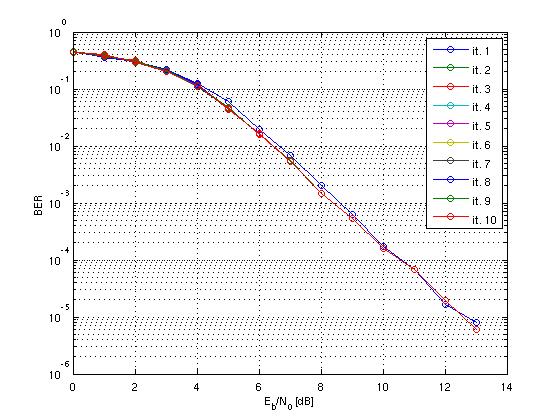 10^0
10^-1
10^-2
10^-3
10^-4
10^-5
10^-6
BER
0 2 4 6 8 10 12 14
E_b/N_0 [dB]
it. 1
it. 2
it. 3
it. 4
it. 5
it. 6
it. 7
it. 8
it. 9
it. 10